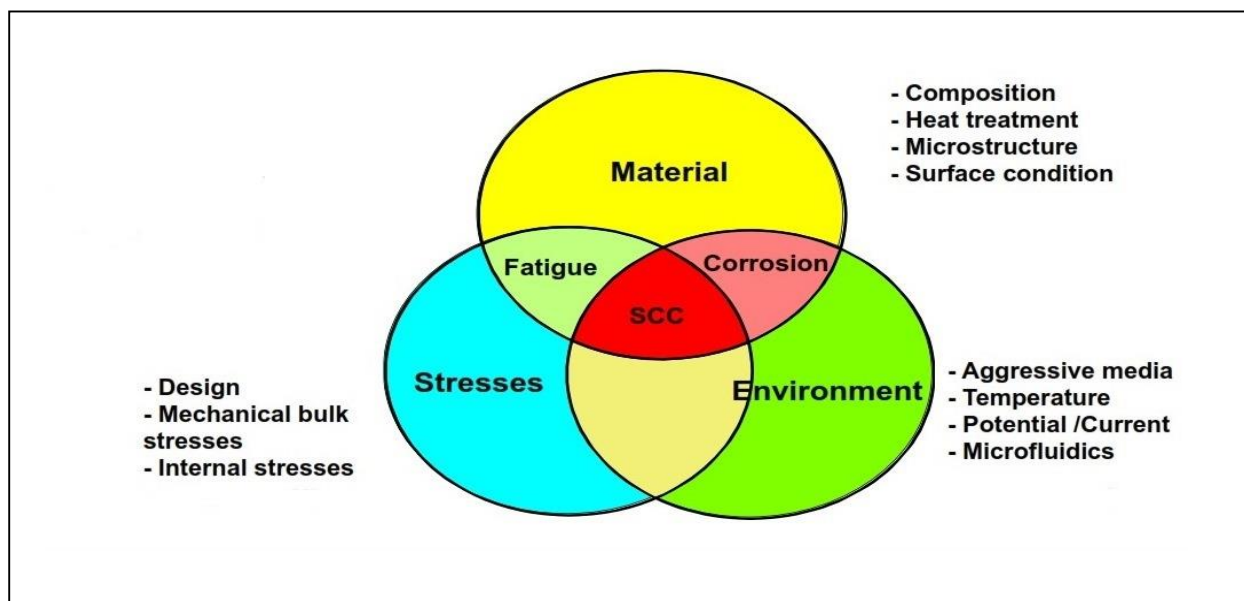 Material
- Composition
- Heat treatment
- Microstructure
- Surface condition
Fatigue
Corrosion
SCC
Stresses
- Design
- Mechanical bulk
stresses
- Internal stresses
Environment
- Aggressive media
- Temperature
- Potential /Current
- Microfluidics